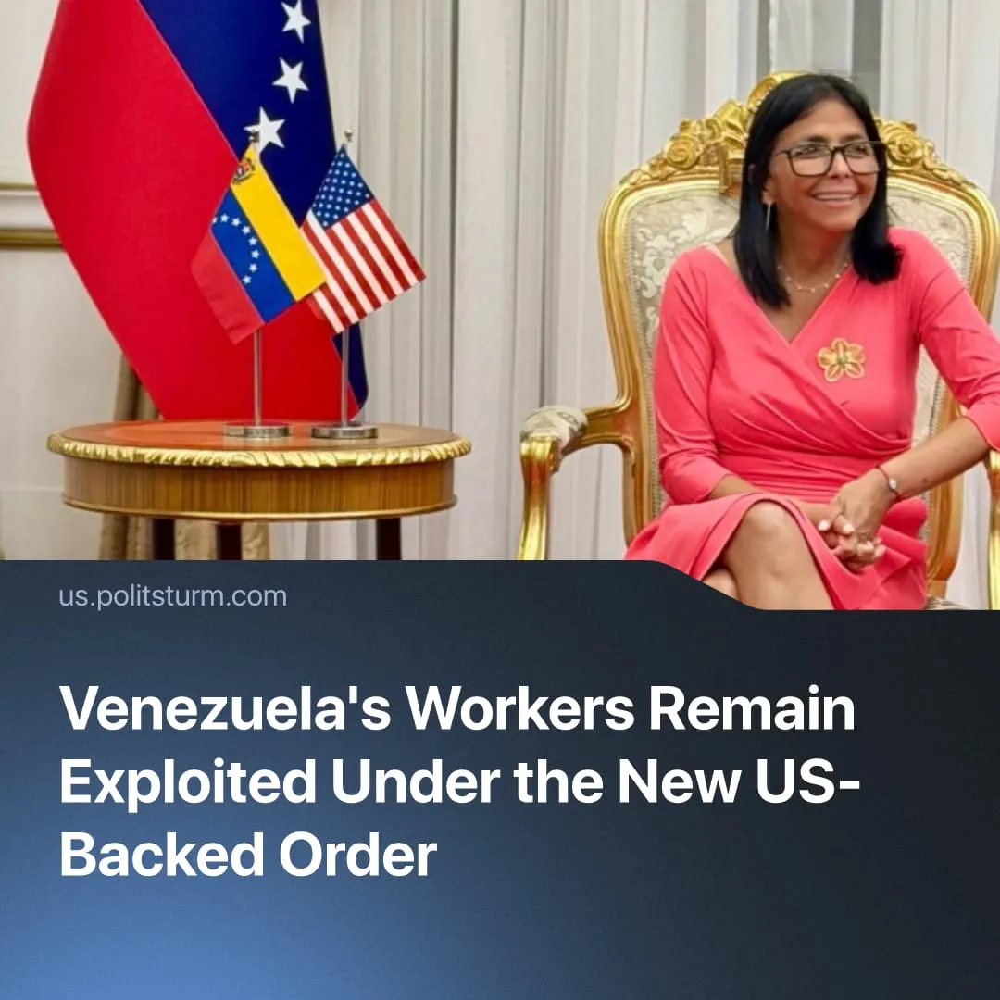 us.politsturm.com
Venezuela's Workers Remain
Exploited Under the New US-
Backed Order